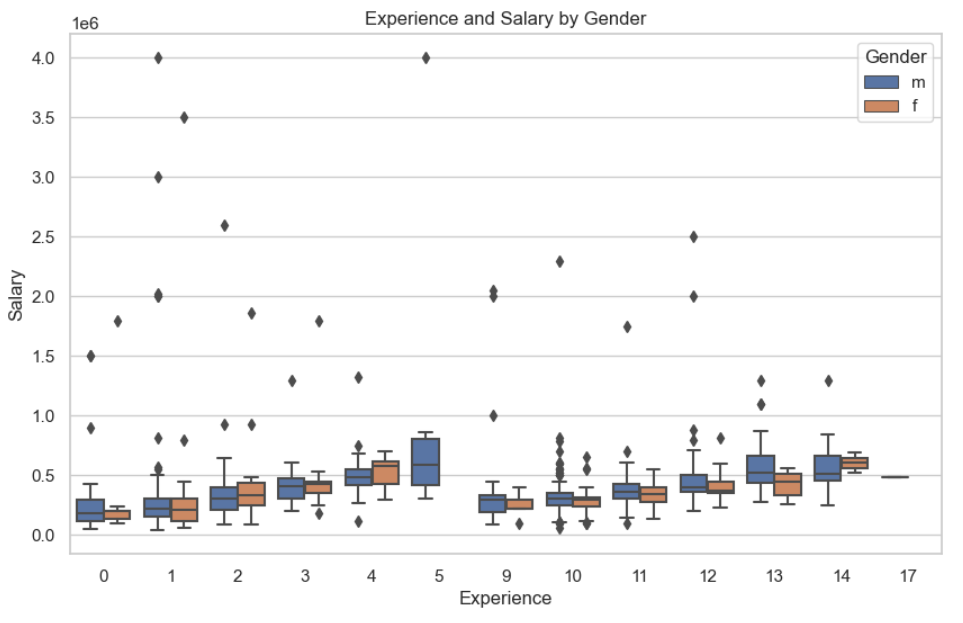 Experience and Salary by Gender
1e6
4.0
3.5
3.0
2.5
2.0
1.5
1.0
0.5
0.0
Salary
Gender
m
f
0 1 2 3 4 5 9 10 11 12 13 14 17
Experience